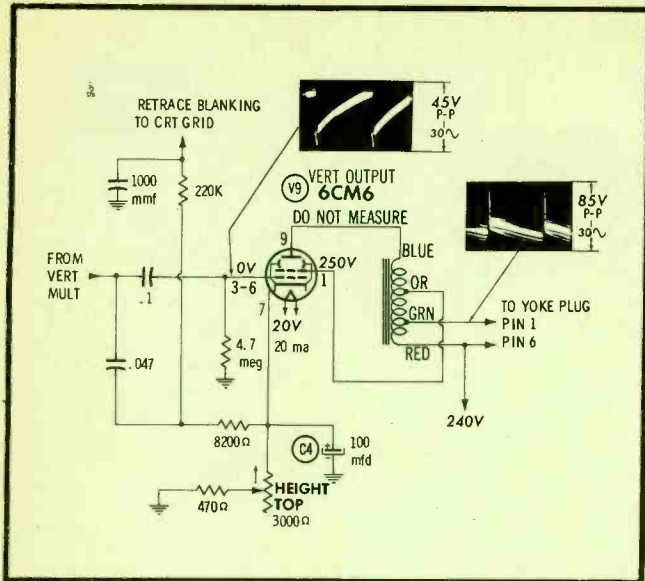 RETRACE BLANKING
TO CRT GRID
1000
mmf
220K
45V
P-P
30∿
V9
VERT OUTPUT
6CM6
DO NOT MEASURE
85V
P-P
30∿
9
BLUE
FROM
VERT
MULT
.1
0V
3-6
250V
1
OR
GRN
TO YOKE PLUG
PIN 1
PIN 6
7
20V
20 ma
RED
.047
4.7
meg
240V
8200Ω
C4
100
mfd
470Ω
HEIGHT
TOP
3000Ω